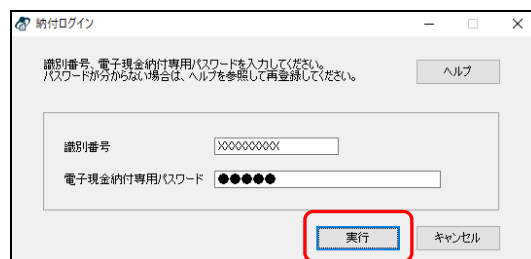 納付ログイン
識別番号、電子現金納付専用パスワードを入力してください。
パスワードが分からない場合は、ヘルプを参照して再登録してください。
ヘルプ
識別番号
XXXXXXXXX
電子現金納付専用パスワード
●●●●●
実行
キャンセル